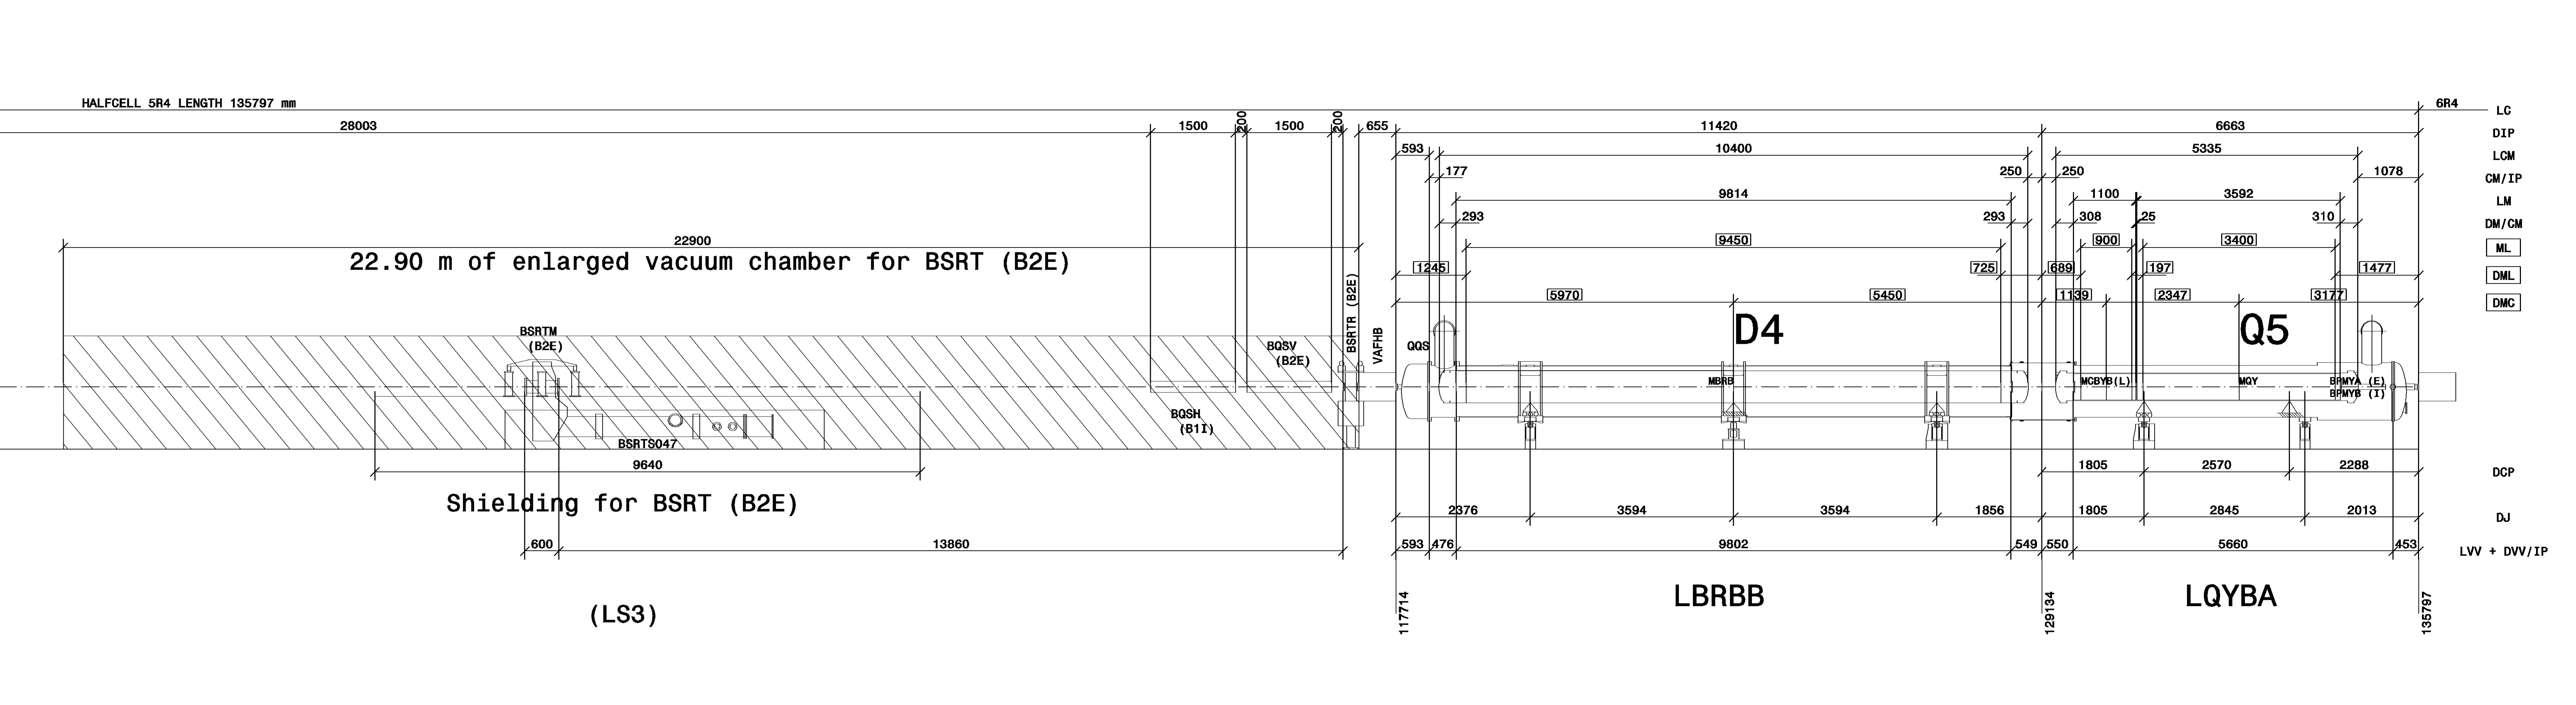 HALFCELL 5R4 LENGTH 135797 mm
6R4
LC
28003
1500
200
1500
200
655
11420
6663
DIP
593
10400
5335
LCM
177
250
250
1078
CM/IP
9814
1100
3592
LM
293
293
308
25
310
DM/CM
22900
9450
900
3400
ML
22.90 m of enlarged vacuum chamber for BSRT (B2E)
1245
725
689
197
1477
DML
5970
5450
1139
2347
3177
DMC
D4
Q5
BSRTM
(B2E)
BQSV
(B2E)
BSRTR (B2E)
VAFHB
QQS
MBRB
MCBYB(L)
MQY
BPMYA (E)
BPMYB (I)
BQSH
(B1I)
BSRTS047
9640
1805
2570
2288
DCP
Shielding for BSRT (B2E)
2376
3594
3594
1856
1805
2845
2013
DJ
600
13860
593
476
9802
549
550
5660
453
LVV + DVV/IP
(LS3)
117714
LBRBB
129134
LQYBA
135797